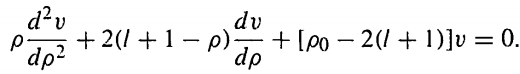 ρ d²v/dρ² + 2(l + 1 − ρ) dv/dρ + [ρ₀ − 2(l + 1)]v = 0.